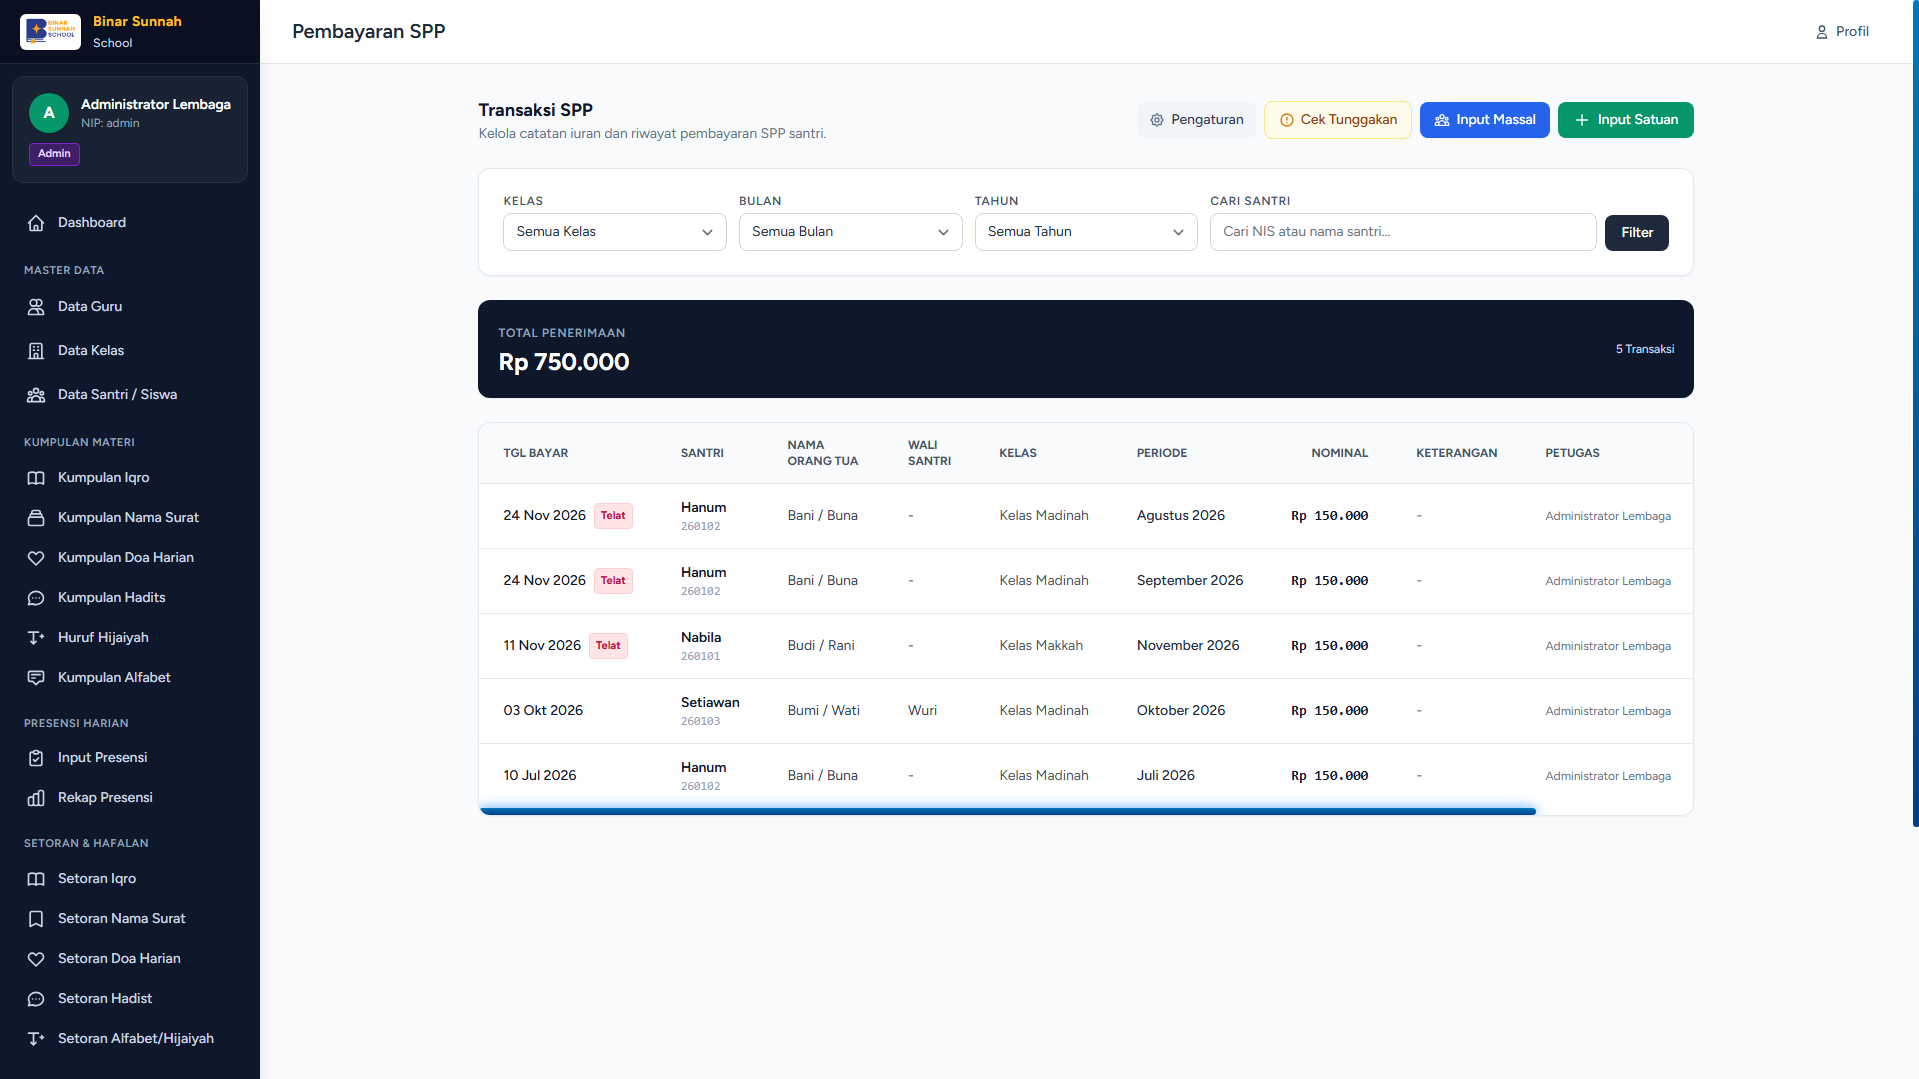 BINAR
SUNNAH
SCHOOL
Binar Sunnah
School
A
Administrator Lembaga
NIP: admin
Admin
Dashboard
MASTER DATA
Data Guru
Data Kelas
Data Santri / Siswa
KUMPULAN MATERI
Kumpulan Iqro
Kumpulan Nama Surat
Kumpulan Doa Harian
Kumpulan Hadits
Huruf Hijaiyah
Kumpulan Alfabet
PRESENSI HARIAN
Input Presensi
Rekap Presensi
SETORAN & HAFALAN
Setoran Iqro
Setoran Nama Surat
Setoran Doa Harian
Setoran Hadist
Setoran Alfabet/Hijaiyah
Pembayaran SPP
Profil
Transaksi SPP
Kelola catatan iuran dan riwayat pembayaran SPP santri.
Pengaturan
Cek Tunggakan
Input Massal
Input Satuan
KELAS
BULAN
TAHUN
CARI SANTRI
Semua Kelas
Semua Bulan
Semua Tahun
Cari NIS atau nama santri...
Filter
TOTAL PENERIMAAN
Rp 750.000
5 Transaksi
TGL BAYAR SANTRI NAMA ORANG TUA WALI SANTRI KELAS PERIODE NOMINAL KETERANGAN PETUGAS
24 Nov 2026 Telat Hanum 260102 Bani / Buna - Kelas Madinah Agustus 2026 Rp 150.000 - Administrator Lembaga
24 Nov 2026 Telat Hanum 260102 Bani / Buna - Kelas Madinah September 2026 Rp 150.000 - Administrator Lembaga
11 Nov 2026 Telat Nabila 260101 Budi / Rani - Kelas Makkah November 2026 Rp 150.000 - Administrator Lembaga
03 Okt 2026 Setiawan 260103 Bumi / Wati Wuri Kelas Madinah Oktober 2026 Rp 150.000 - Administrator Lembaga
10 Jul 2026 Hanum 260102 Bani / Buna - Kelas Madinah Juli 2026 Rp 150.000 - Administrator Lembaga